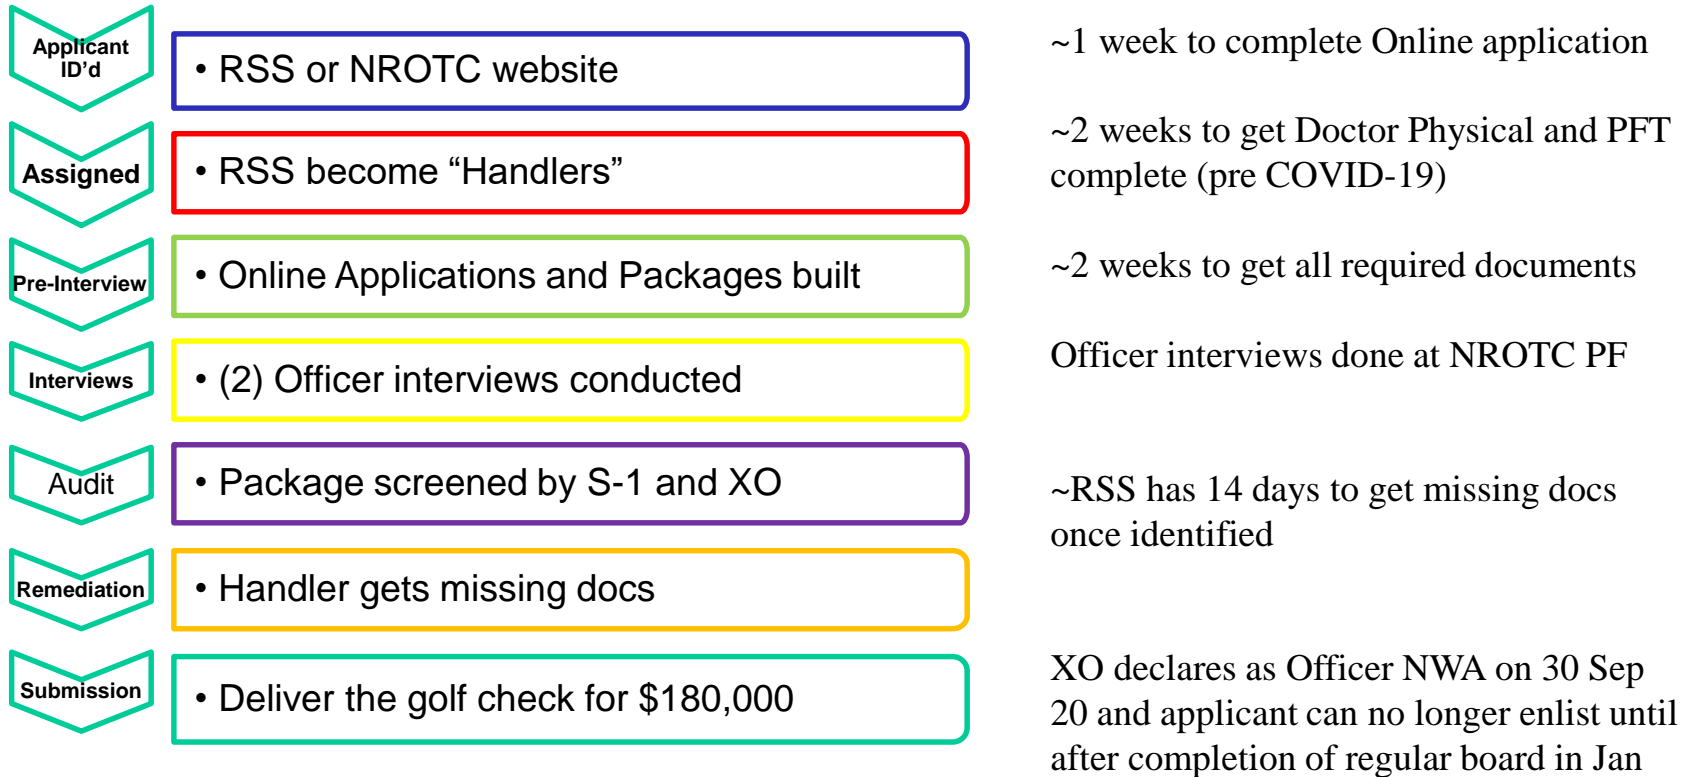 Applicant
ID’d
• RSS or NROTC website
~1 week to complete Online application
Assigned
• RSS become “Handlers”
~2 weeks to get Doctor Physical and PFT
complete (pre COVID-19)
Pre-Interview
• Online Applications and Packages built
~2 weeks to get all required documents
Interviews
• (2) Officer interviews conducted
Officer interviews done at NROTC PF
Audit
• Package screened by S-1 and XO
~RSS has 14 days to get missing docs
once identified
Remediation
• Handler gets missing docs
Submission
• Deliver the golf check for $180,000
XO declares as Officer NWA on 30 Sep
20 and applicant can no longer enlist until
after completion of regular board in Jan